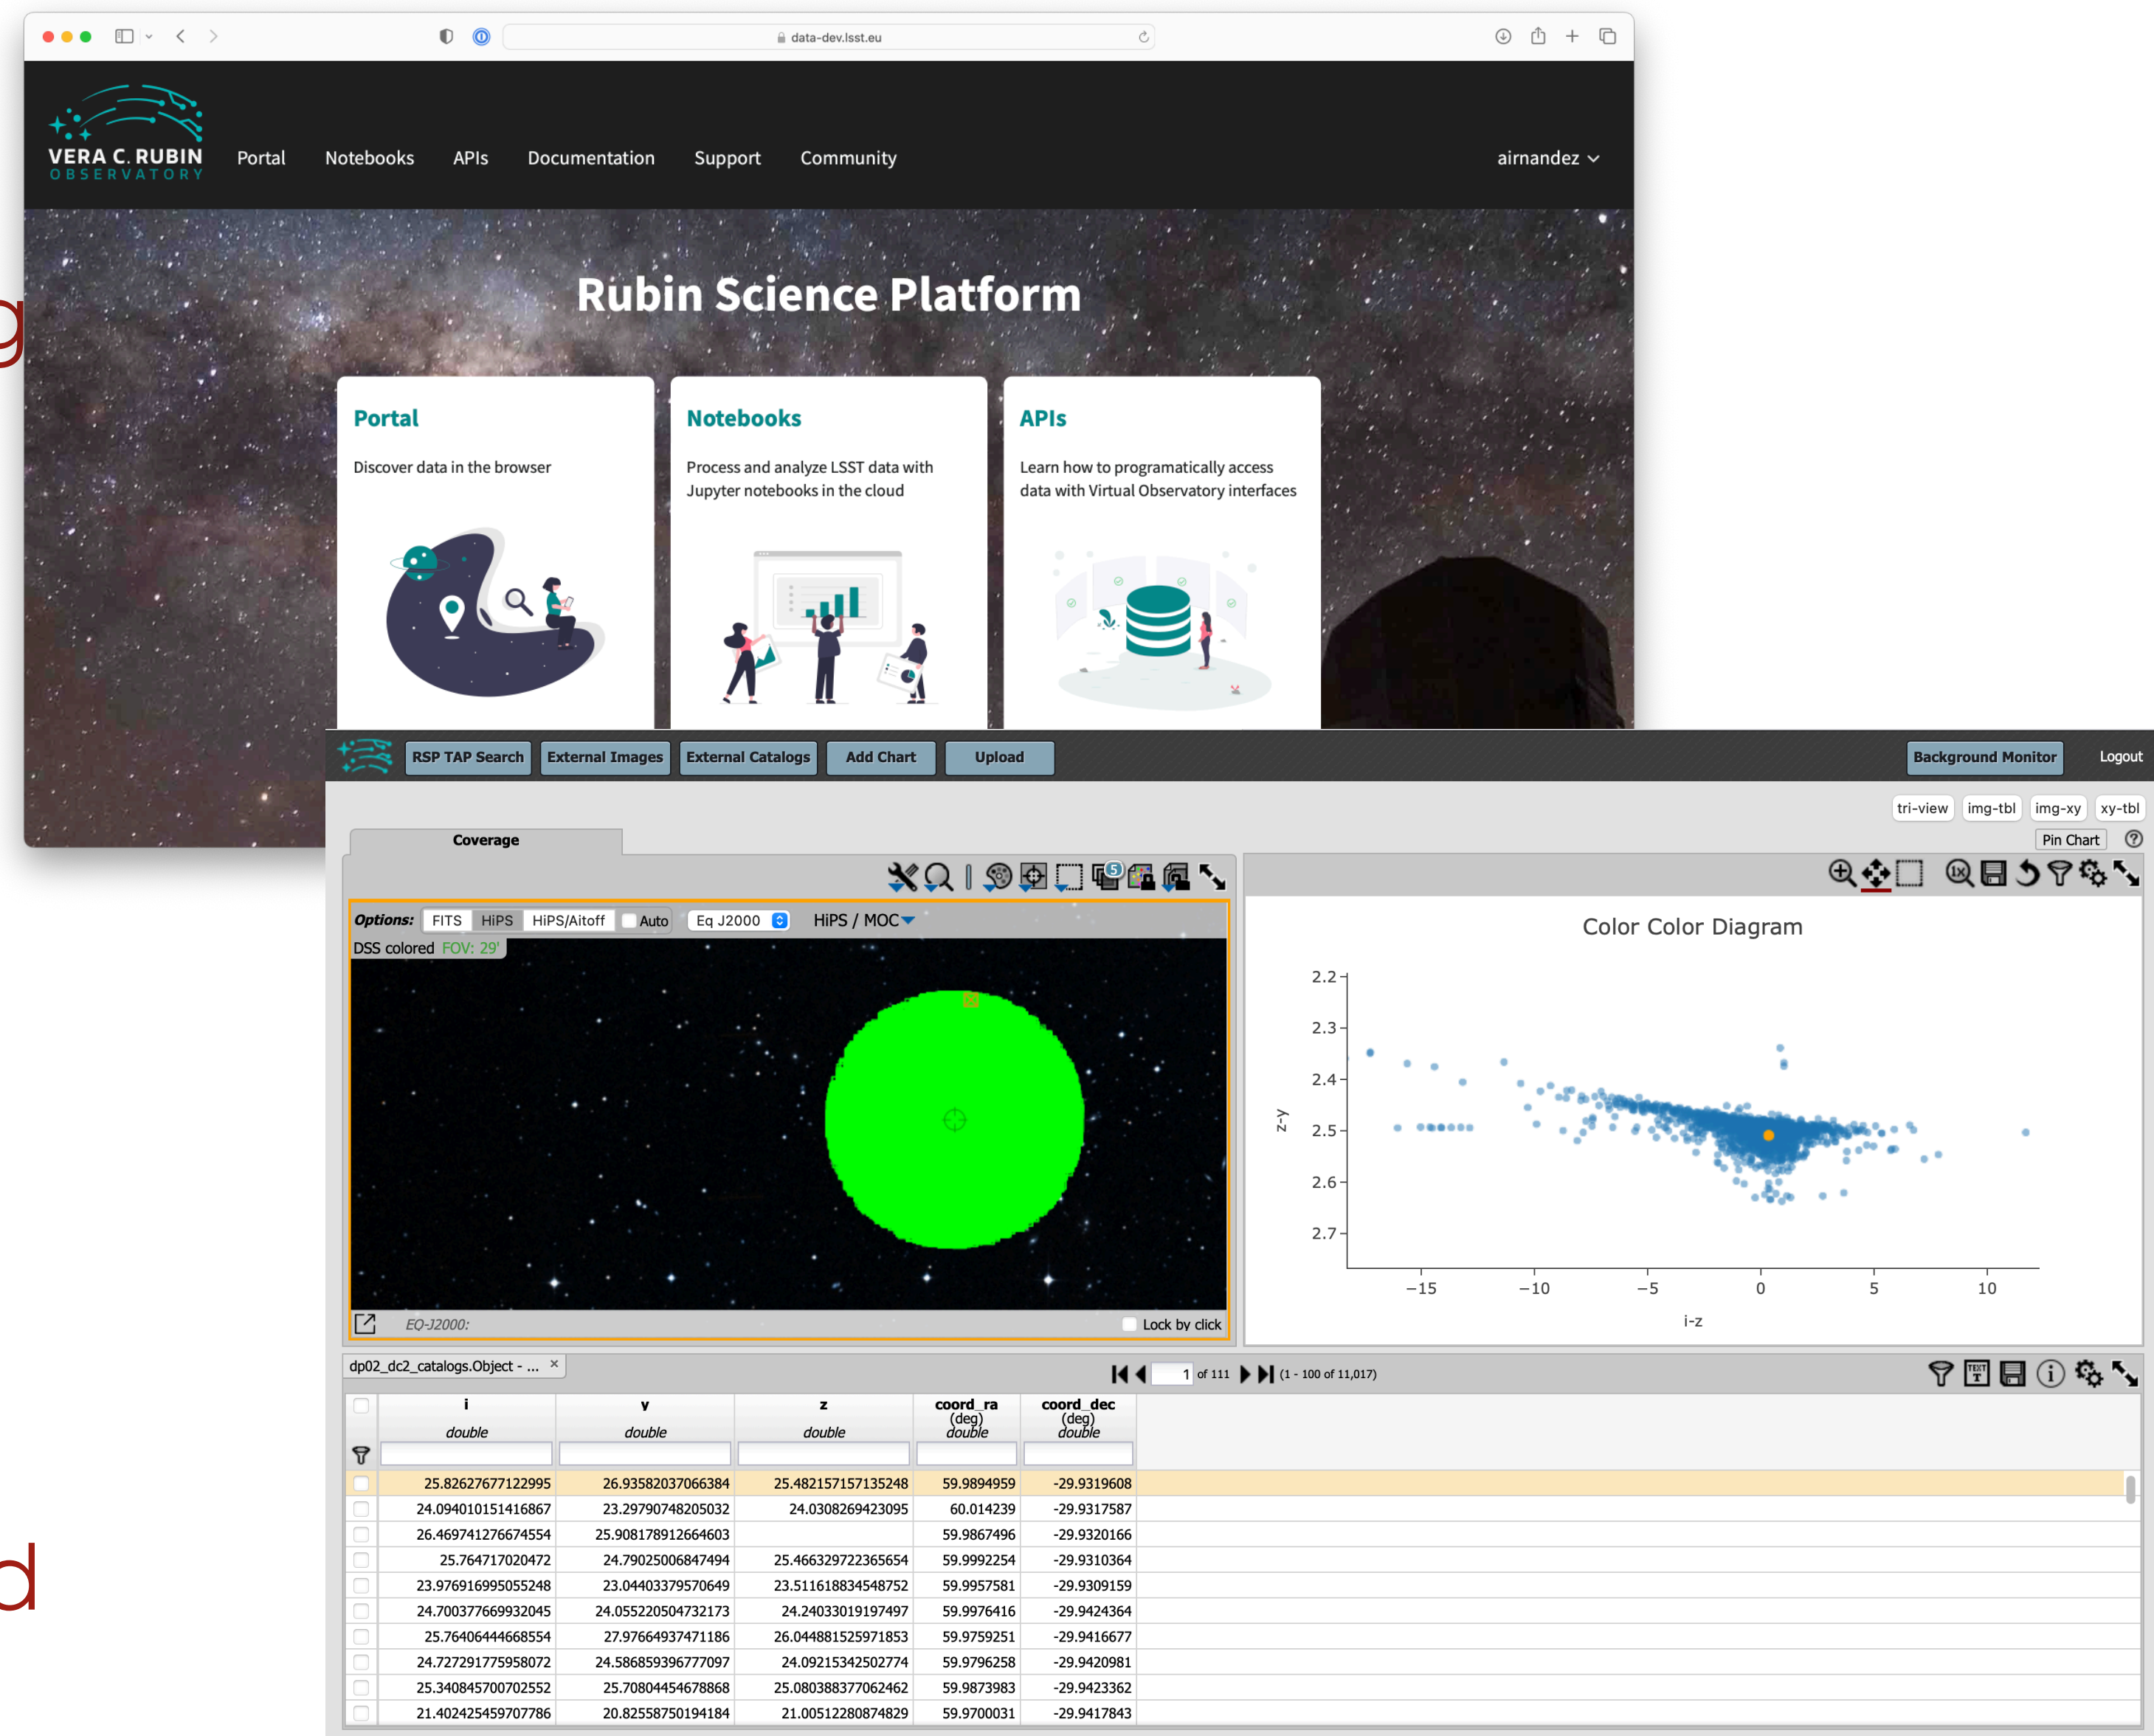 data-dev.lsst.eu
VERA C. RUBIN
OBSERVATORY
Portal Notebooks APIs Documentation Support Community airnandez
g
Rubin Science Platform
Portal Notebooks APIs
Discover data in the browser
Process and analyze LSST data with
Jupyter notebooks in the cloud
Learn how to programatically access
data with Virtual Observatory interfaces
RSP TAP Search External Images External Catalogs Add Chart Upload Background Monitor Logout
tri-view img-tbl img-xy xy-tbl
Coverage Pin Chart ?
5 1x
Options: FITS HiPS HiPS/Aitoff Auto Eq J2000 HiPS / MOC
DSS colored FOV: 29'
EQ-J2000: Lock by click
Color Color Diagram
2.2
2.3
2.4
2.5
2.6
2.7
z-y
−15 −10 −5 0 5 10
i-z
dp02_dc2_catalogs.Object - ... × 1 of 111 (1 - 100 of 11,017) TEXT T i
i y z coord_ra coord_dec
(deg) (deg)
double double double double double
25.82627677122995 26.93582037066384 25.482157157135248 59.9894959 -29.9319608
24.094010151416867 23.29790748205032 24.0308269423095 60.014239 -29.9317587
26.469741276674554 25.908178912664603 59.9867496 -29.9320166
25.764717020472 24.79025006847494 25.466329722365654 59.9992254 -29.9310364
23.976916995055248 23.04403379570649 23.511618834548752 59.9957581 -29.9309159
24.700377669932045 24.055220504732173 24.24033019197497 59.9976416 -29.9424364
25.76406444668554 27.97664937471186 26.044881525971853 59.9759251 -29.9416677
24.727291775958072 24.586859396777097 24.09215342502774 59.9796258 -29.9420981
25.340845700702552 25.70804454678868 25.080388377062462 59.9873983 -29.9423362
21.402425459707786 20.82558750194184 21.00512280874829 59.9700031 -29.9417843
d